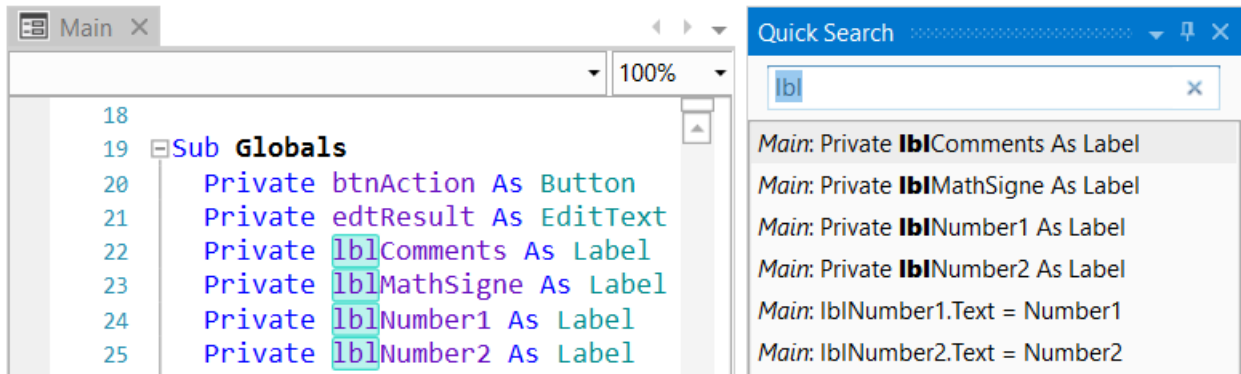 Main
100%
18
19 Sub Globals
20 Private btnAction As Button
21 Private edtResult As EditText
22 Private lblComments As Label
23 Private lblMathSigne As Label
24 Private lblNumber1 As Label
25 Private lblNumber2 As Label
Quick Search
lbl
Main: Private lblComments As Label
Main: Private lblMathSigne As Label
Main: Private lblNumber1 As Label
Main: Private lblNumber2 As Label
Main: lblNumber1.Text = Number1
Main: lblNumber2.Text = Number2